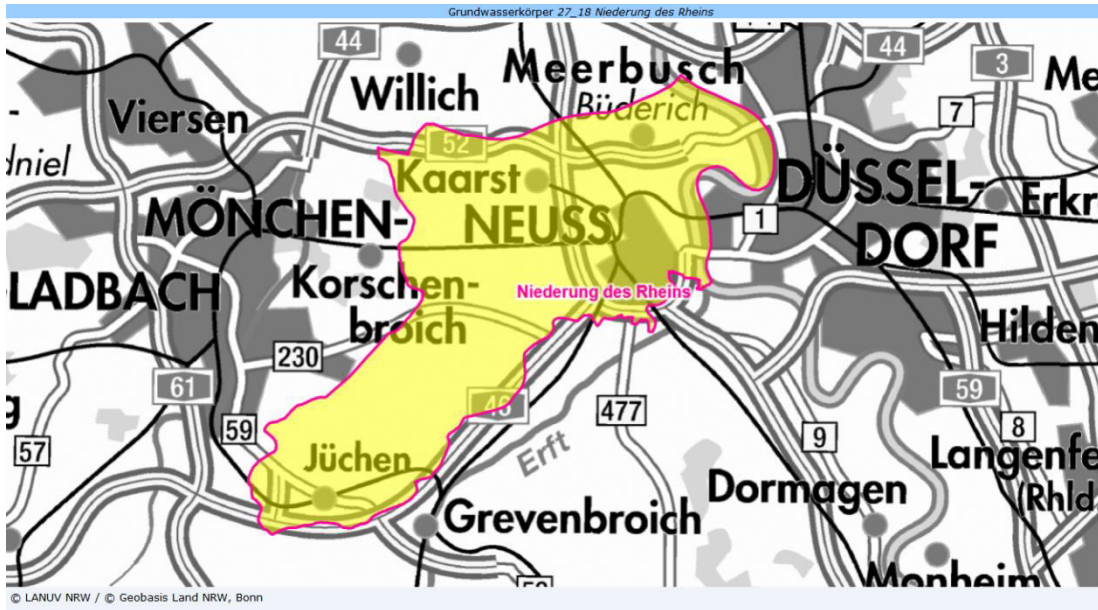 Grundwasserkörper 27_18 Niederung des Rheins
44
Meerbusch
44
3
Me
Willich
Büderich
7
Viersen
52
dniel
Kaarst
DÜSSEL-
DORF
Erkr
MÖNCHEN-
NEUSS
1
LADBACH
Korschen-
broich
Niederung des Rheins
Hilden
230
61
46
59
59
477
9
8
57
Jüchen
Erft
Langenfe
(Rhld.
Dormagen
Grevenbroich
Monheim
© LANUV NRW / © Geobasis Land NRW, Bonn